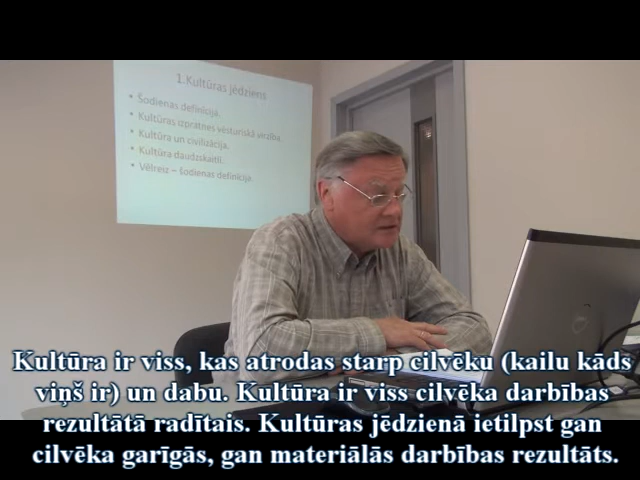 1.Kultūras jēdziens
• Šodienas definīcija.
• Kultūras izpratnes vēsturiskā virzība.
• Kultūra un civilizācija.
• Kultūra daudzskaitlī.
• Vēlreiz – šodienas definīcija.
Kultūra ir viss, kas atrodas starp cilvēku (kailu kāds
viņš ir) un dabu. Kultūra ir viss cilvēka darbības
rezultātā radītais. Kultūras jēdzienā ietilpst gan
cilvēka garīgās, gan materiālās darbības rezultāts.